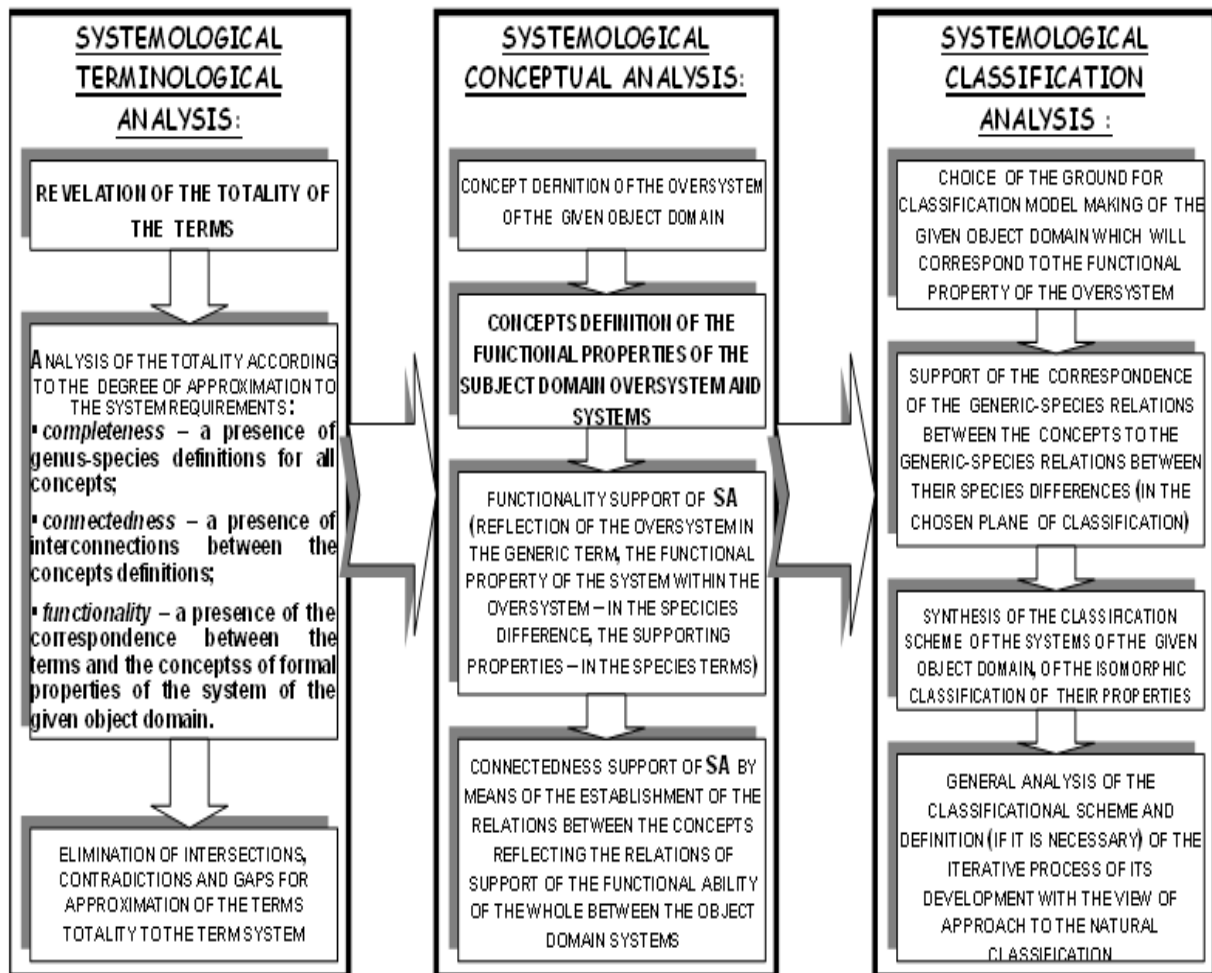 SYSTEMOLOGICAL
TERMINOLOGICAL
ANALYSIS:
REVELATION OF THE TOTALITY OF
THE TERMS
ANALYSIS OF THE TOTALITY ACCORDING
TO THE DEGREE OF APPROXIMATION TO
THE SYSTEM REQUIREMENTS:
▪ completeness – a presence of
genus-species definitions for all
concepts;
▪ connectedness – a presence of
interconnections between the
concepts definitions;
▪ functionality – a presence of the
correspondence between the
terms and the conceptss of formal
properties of the system of the
given object domain.
ELIMINATION OF INTERSECTIONS,
CONTRADICTIONS AND GAPS FOR
APPROXIMATION OF THE TERMS
TOTALITY TO THE TERM SYSTEM
SYSTEMOLOGICAL
CONCEPTUAL ANALYSIS:
CONCEPT DEFINITION OF THE OVERSYSTEM
OF THE GIVEN OBJECT DOMAIN
CONCEPTS DEFINITION OF THE
FUNCTIONAL PROPERTIES OF THE
SUBJECT DOMAIN OVERSYSTEM AND
SYSTEMS
FUNCTIONALITY SUPPORT OF SA
(REFLECTION OF THE OVERSYSTEM IN
THE GENERIC TERM, THE FUNCTIONAL
PROPERTY OF THE SYSTEM WITHIN THE
OVERSYSTEM – IN THE SPECICIES
DIFFERENCE, THE SUPPORTING
PROPERTIES – IN THE SPECIES TERMS)
CONNECTEDNESS SUPPORT OF SA BY
MEANS OF THE ESTABLISHMENT OF THE
RELATIONS BETWEEN THE CONCEPTS
REFLECTING THE RELATIONS OF
SUPPORT OF THE FUNCTIONAL ABILITY
OF THE WHOLE BETWEEN THE OBJECT
DOMAIN SYSTEMS
SYSTEMOLOGICAL
CLASSIFICATION
ANALYSIS :
CHOICE OF THE GROUND FOR
CLASSIFICATION MODEL MAKING OF THE
GIVEN OBJECT DOMAIN WHICH WILL
CORRESPOND TO THE FUNCTIONAL
PROPERTY OF THE OVERSYSTEM
SUPPORT OF THE CORRESPONDENCE
OF THE GENERIC-SPECIES RELATIONS
BETWEEN THE CONCEPTS TO THE
GENERIC-SPECIES RELATIONS BETWEEN
THEIR SPECIES DIFFERENCES (IN THE
CHOSEN PLANE OF CLASSIFICATION)
SYNTHESIS OF THE CLASSIFICATION
SCHEME OF THE SYSTEMS OF THE GIVEN
OBJECT DOMAIN, OF THE ISOMORPHIC
CLASSIFICATION OF THEIR PROPERTIES
GENERAL ANALYSIS OF THE
CLASSIFICATIONAL SCHEME AND
DEFINITION (IF IT IS NECESSARY) OF THE
ITERATIVE PROCESS OF ITS
DEVELOPMENT WITH THE VIEW OF
APPROACH TO THE NATURAL
CLASSIFICATION